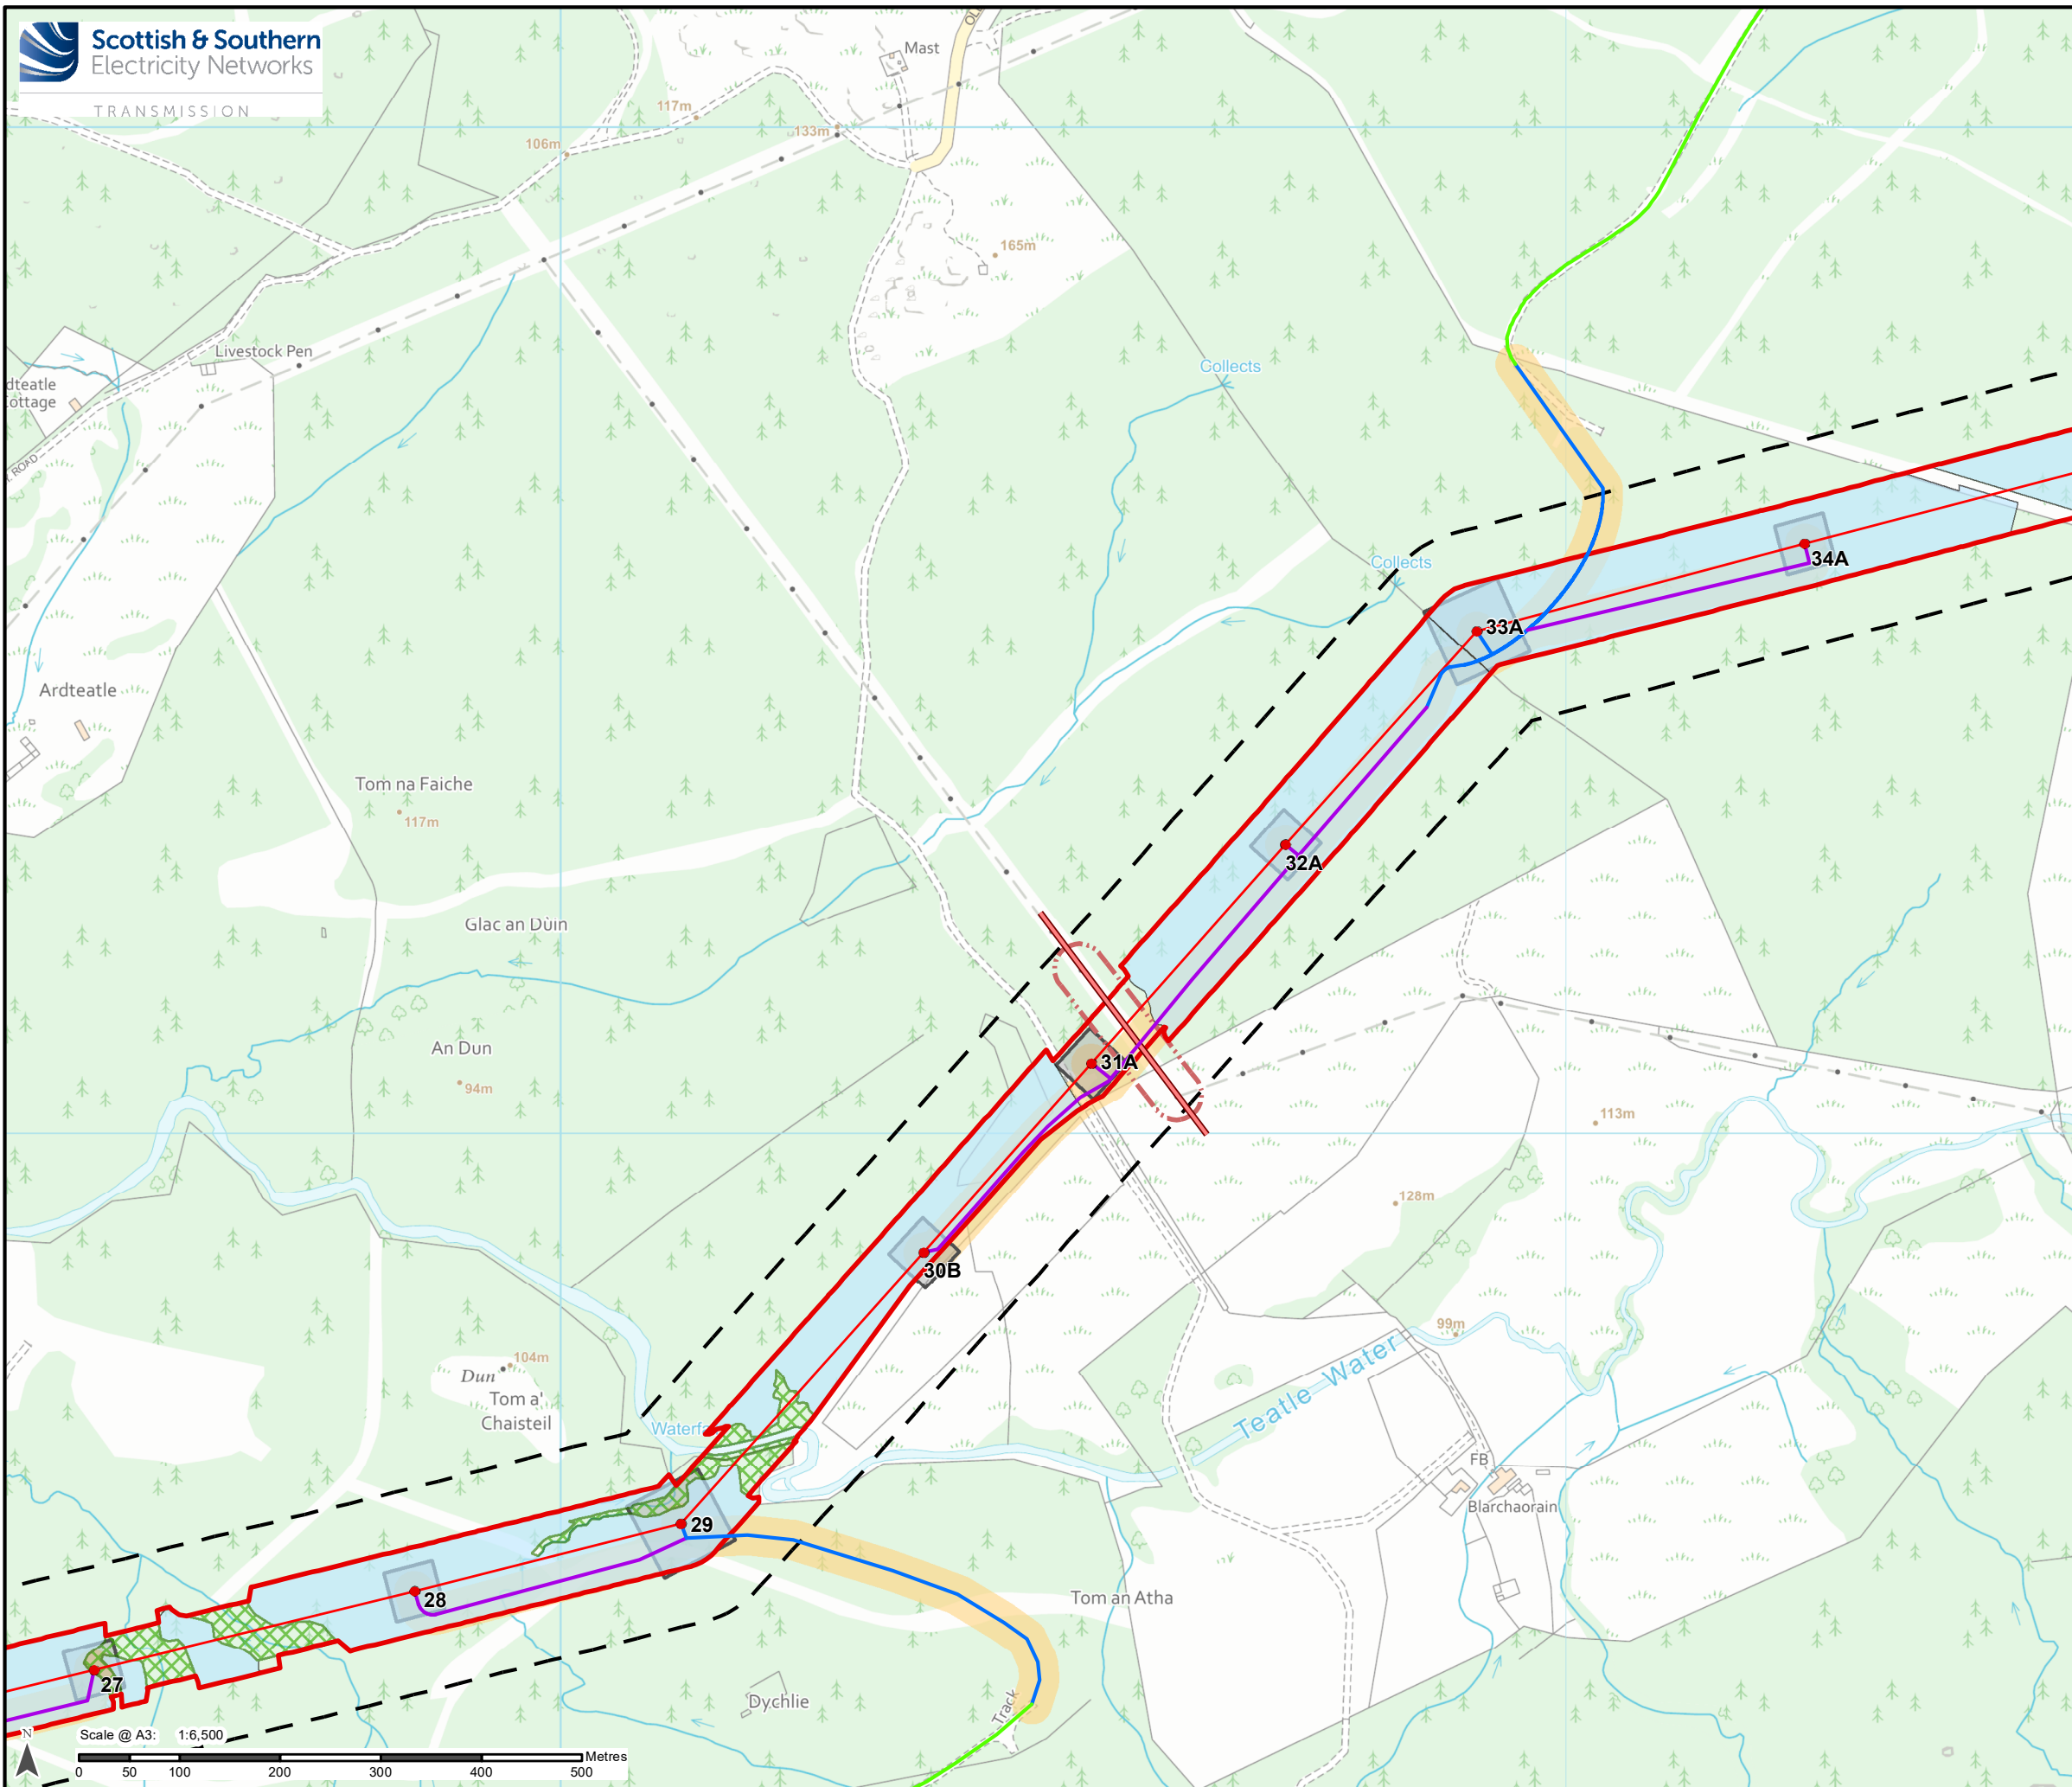 Scottish & Southern
Electricity Networks
TRANSMISSION
Mast
117m
133m
106m
165m
Livestock Pen
Collects
dteatle
ottage
ROAD
Collects
34A
33A
Ardteatle
Tom na Faiche
117m
32A
Glac an Dùin
An Dun
94m
31A
113m
128m
30B
99m
Teatle Water
104m
Dun
Tom a'
Chaisteil
Waterf
FB
Blarchaorain
29
28
Tom an Atha
27
Dychlie
Track
N
Scale @ A3: 1:6,500
Metres
0 50 100 200 300 400 500